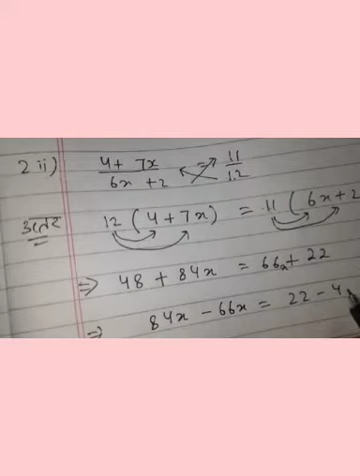 2 ii) (4 + 7x)/(6x + 2) = 11/12
उत्तर 12 (4 + 7x) = 11 (6x + 2
⇒ 48 + 84x = 66x + 22
⇒ 84x - 66x = 22 - 4